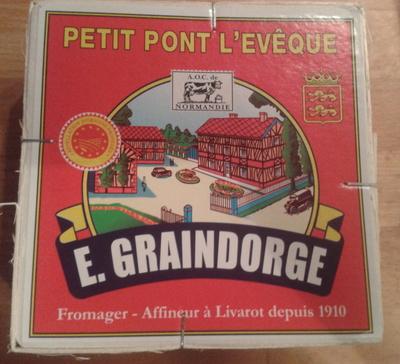 PETIT PONT L'EVÊQUE
A.O.C. de
NORMANDIE
E. GRAINDORGE
Fromager - Affineur à Livarot depuis 1910